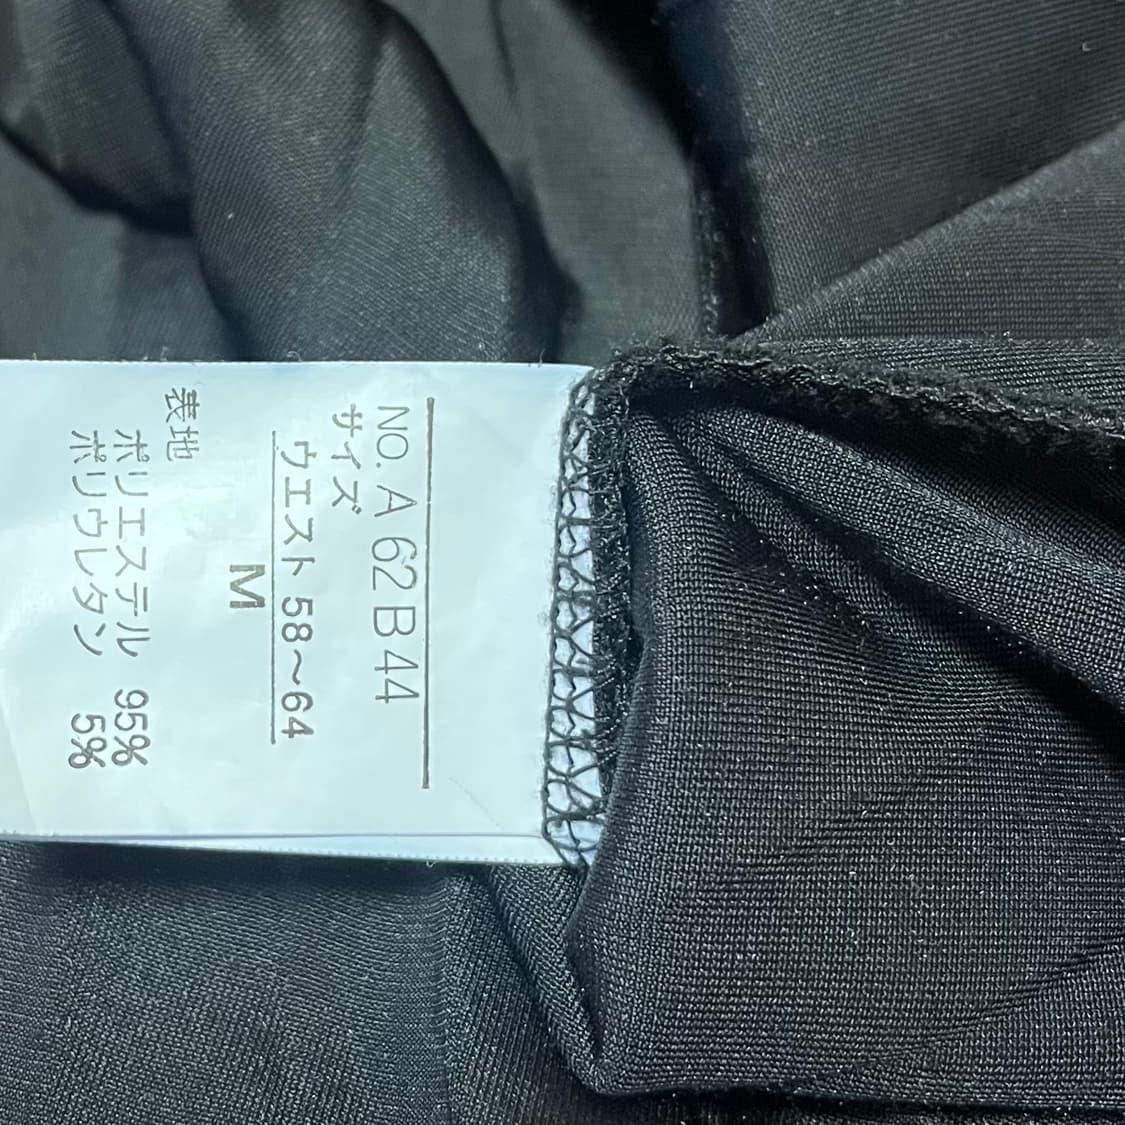 NO. A 62 B 44
サイズ
ウエスト 58～64
M
表地
ポリエステル 95%
ポリウレタン 5%